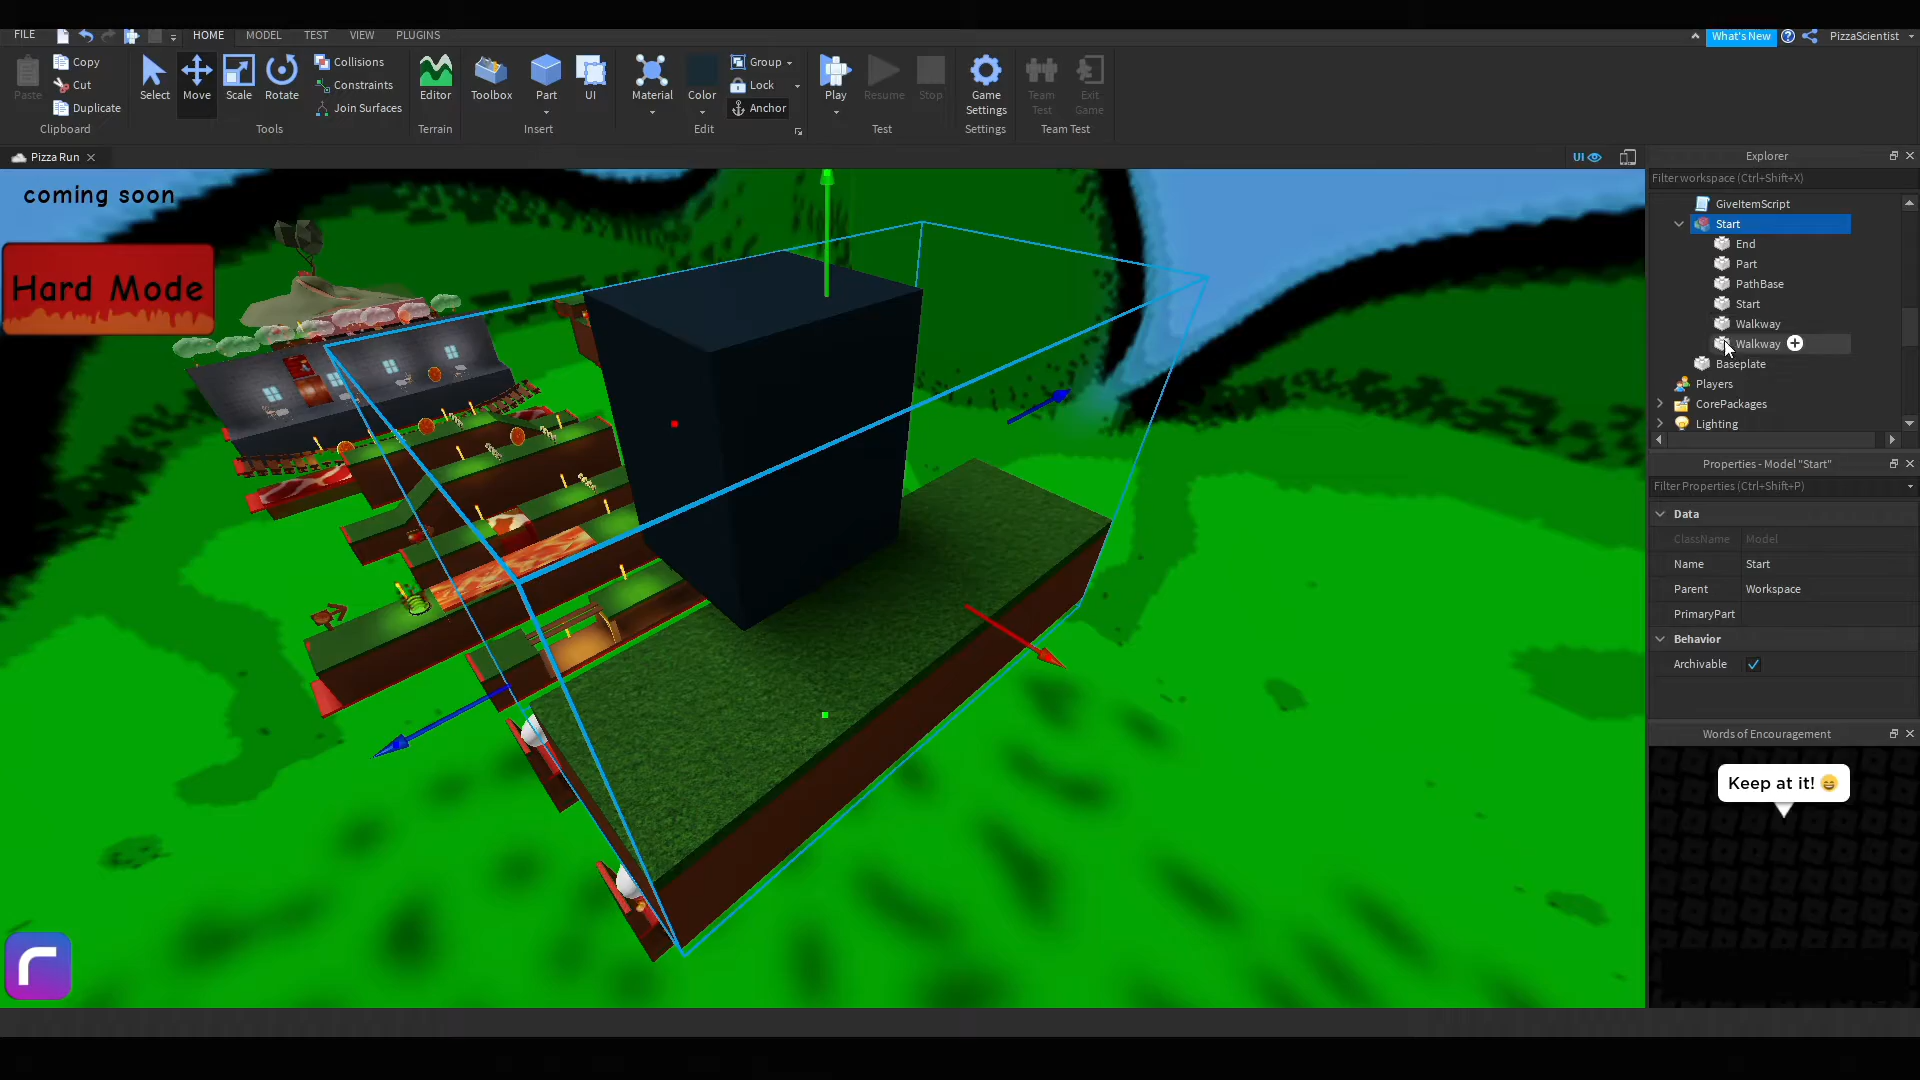 FILE
HOME
MODEL
TEST
VIEW
PLUGINS
What's New
PizzaScientist
Paste
Copy
Cut
Duplicate
Clipboard
Select
Move
Scale
Rotate
Collisions
Constraints
Join Surfaces
Tools
Editor
Terrain
Toolbox
Part
UI
Insert
Material
Color
Group
Lock
Anchor
Edit
Play
Resume
Stop
Test
Game
Settings
Settings
Team
Test
Exit
Game
Team Test
Pizza Run
UI
coming soon
Hard Mode
r
Explorer
Filter workspace (Ctrl+Shift+X)
GiveItemScript
Start
End
Part
PathBase
Start
Walkway
Walkway
Baseplate
Players
CorePackages
Lighting
Properties - Model "Start"
Filter Properties (Ctrl+Shift+P)
Data
ClassName Model
Name Start
Parent Workspace
PrimaryPart
Behavior
Archivable
Words of Encouragement
Keep at it! 😄